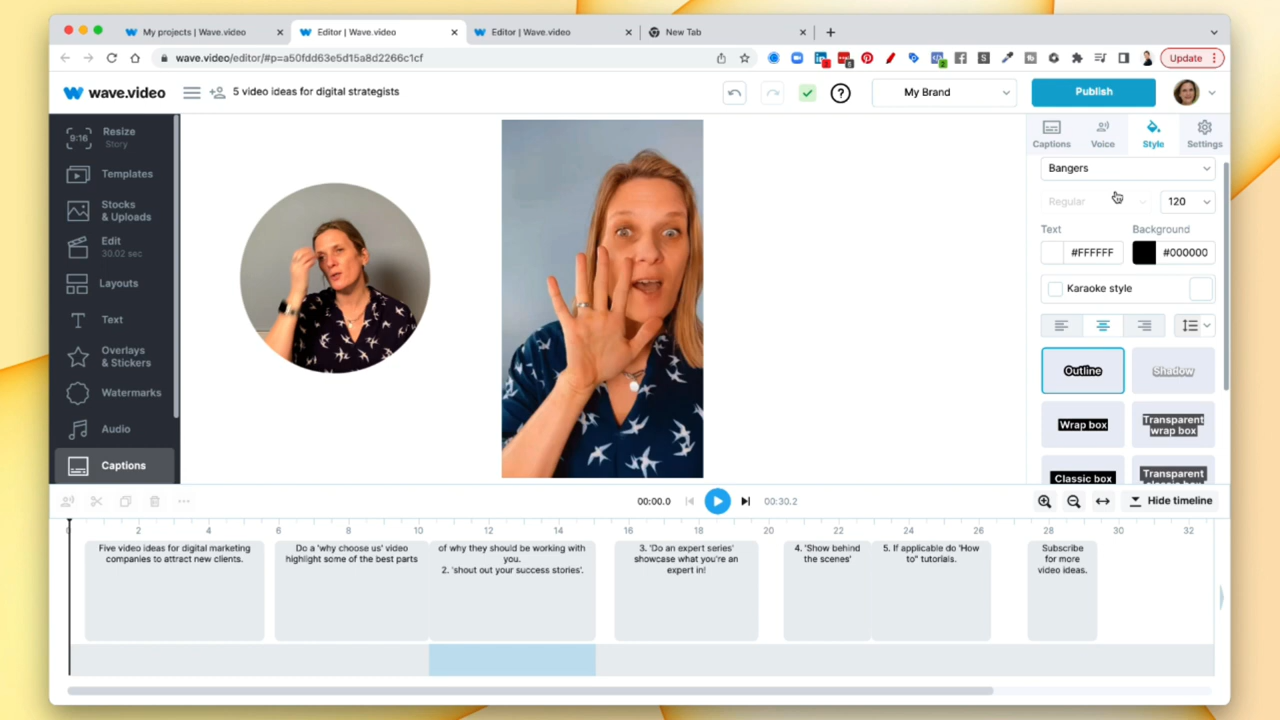 My projects | Wave.video
Editor | Wave.video
Editor | Wave.video
New Tab
wave.video/editor/#p=a50fdd63e5d15a8d2266c1cf
Update
wave.video
5 video ideas for digital strategists
My Brand
Publish
9:16
Resize
Story
Templates
Stocks
& Uploads
Edit
30.02 sec
Layouts
Text
Overlays
& Stickers
Watermarks
Audio
Captions
Captions
Voice
Style
Settings
Bangers
Regular
120
Text
Background
#FFFFFF
#000000
Karaoke style
Outline
Shadow
Wrap box
Transparent
wrap box
Classic box
Transparent
00:00.0
00:30.2
Hide timeline
0 2 4 6 8 10 12 14 16 18 20 22 24 26 28 30 32
Five video ideas for digital marketing
companies to attract new clients.
Do a 'why choose us' video
highlight some of the best parts
of why they should be working with
you.
2. 'shout out your success stories'.
3. 'Do an expert series'
showcase what you're an
expert in!
4. 'Show behind
the scenes'
5. If applicable do 'How
to" tutorials.
Subscribe
for more
video ideas.